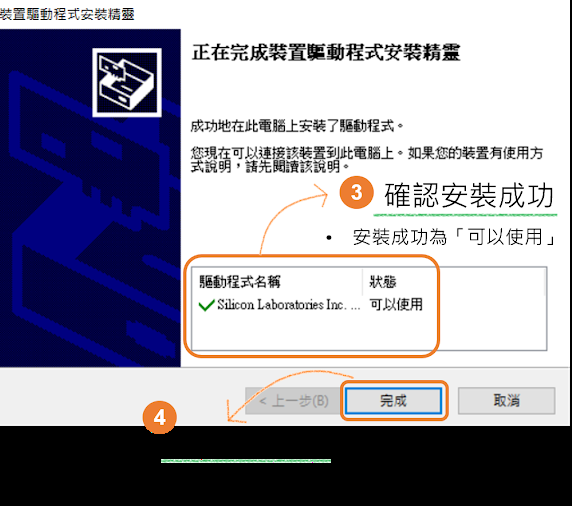 裝置驅動程式安裝精靈
正在完成裝置驅動程式安裝精靈
成功地在此電腦上安裝了驅動程式。
您現在可以連接該裝置到此電腦上。如果您的裝置有使用方
式說明，請先閱讀該說明。
3 確認安裝成功
• 安裝成功為「可以使用」
驅動程式名稱 狀態
Silicon Laboratories Inc. ... 可以使用
< 上一步(B) 完成 取消
4